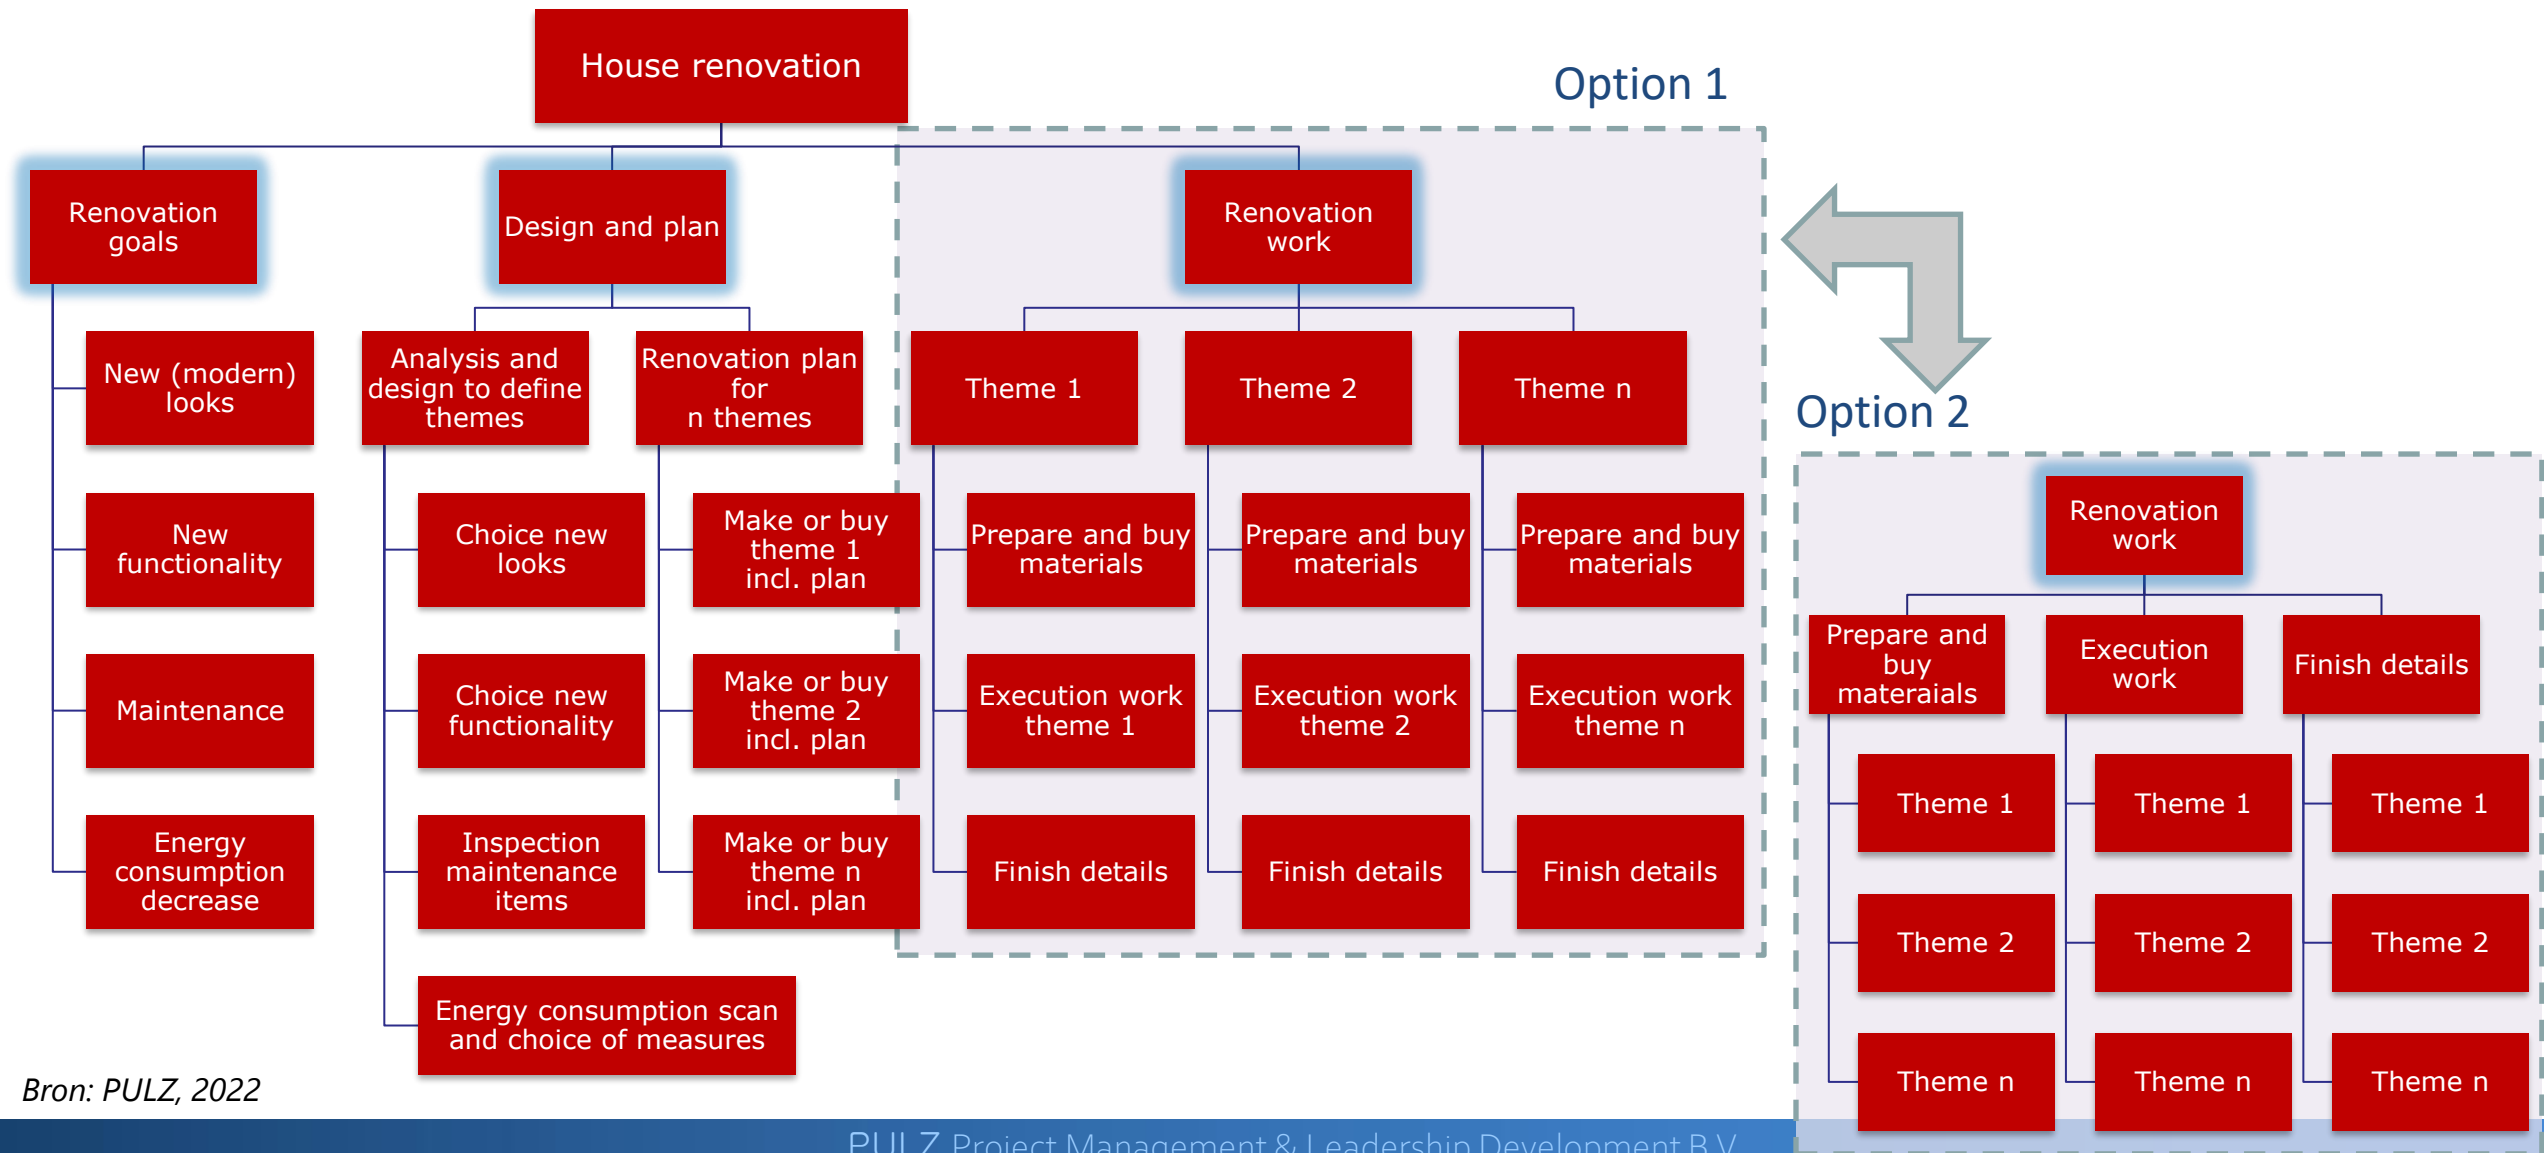 House renovation
Option 1
Renovation
goals
Design and plan
Renovation
work
New (modern)
looks
New
functionality
Maintenance
Energy
consumption
decrease
Analysis and
design to define
themes
Choice new
looks
Choice new
functionality
Inspection
maintenance
items
Energy consumption scan
and choice of measures
Renovation plan
for
n themes
Make or buy
theme 1
incl. plan
Make or buy
theme 2
incl. plan
Make or buy
theme n
incl. plan
Theme 1
Prepare and buy
materials
Execution work
theme 1
Finish details
Theme 2
Prepare and buy
materials
Execution work
theme 2
Finish details
Theme n
Prepare and buy
materials
Execution work
theme n
Finish details
Option 2
Renovation
work
Prepare and
buy
materaials
Theme 1
Theme 2
Theme n
Execution
work
Theme 1
Theme 2
Theme n
Finish details
Theme 1
Theme 2
Theme n
Bron: PULZ, 2022
PULZ Project Management & Leadership Development B.V.